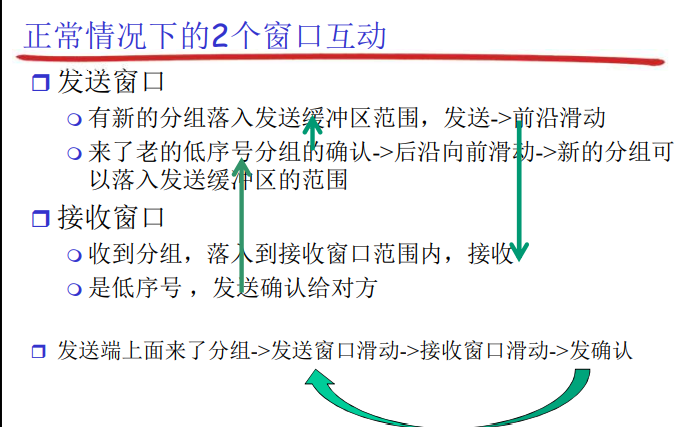 正常情况下的2个窗口互动
发送窗口
有新的分组落入发送缓冲区范围，发送->前沿滑动
来了老的低序号分组的确认->后沿向前滑动->新的分组可
以落入发送缓冲区的范围
接收窗口
收到分组，落入到接收窗口范围内，接收
是低序号，发送确认给对方
发送端上面来了分组->发送窗口滑动->接收窗口滑动->发确认